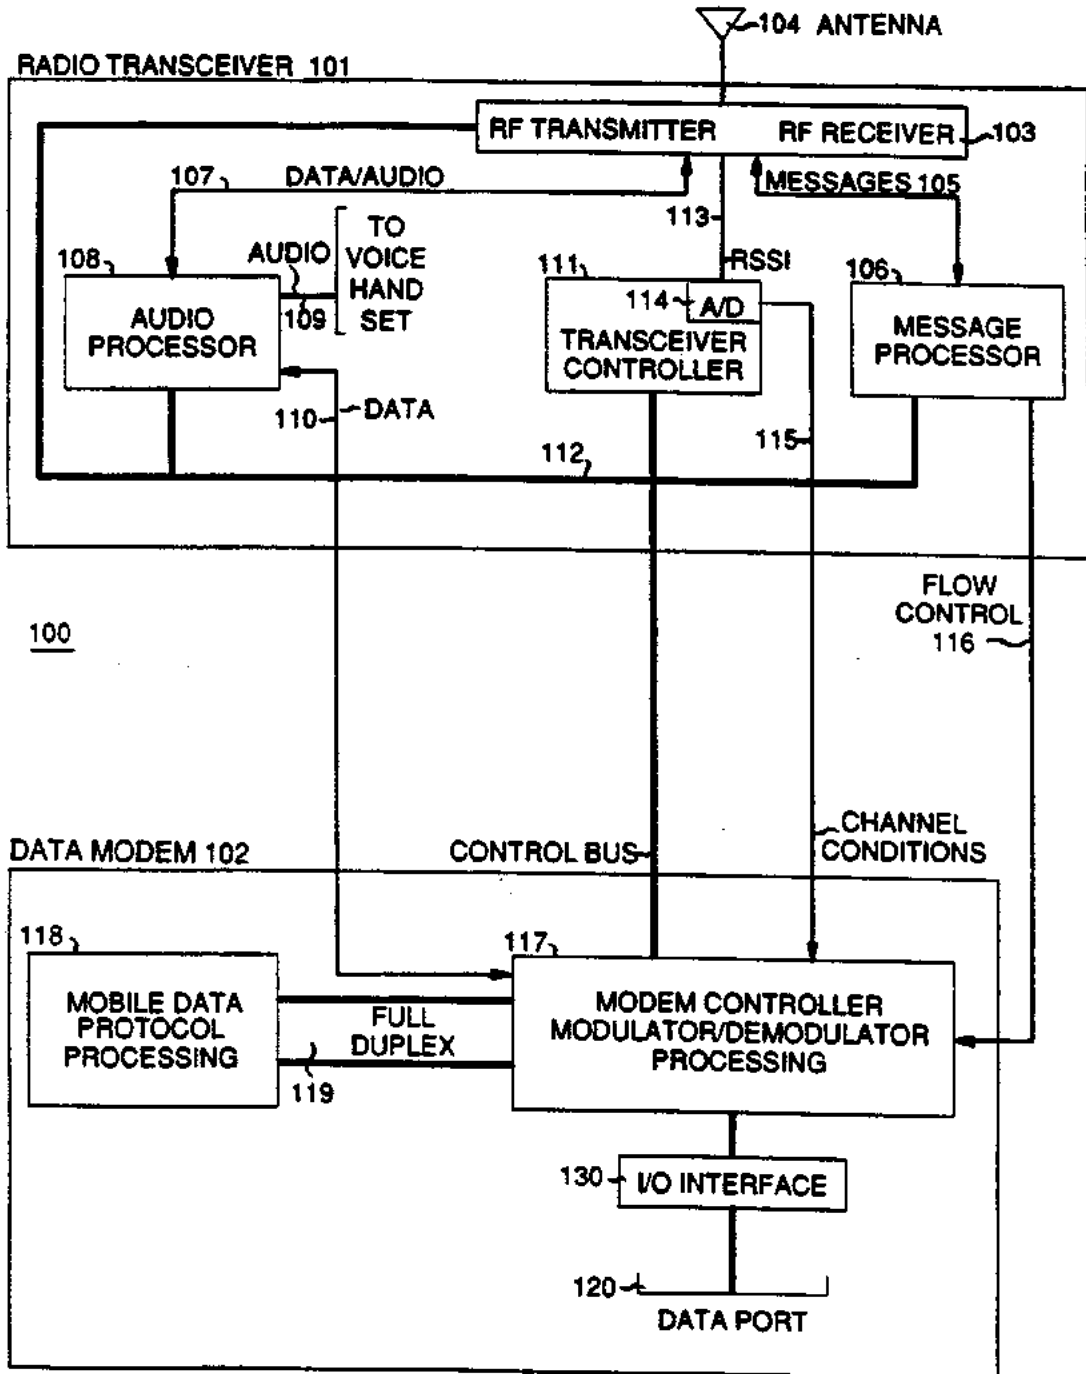 104 ANTENNA
RADIO TRANSCEIVER 101
RF TRANSMITTER RF RECEIVER
103
107
DATA/AUDIO
MESSAGES 105
113
TO
VOICE
HAND
SET
AUDIO
109
108
AUDIO
PROCESSOR
RSSI
111
114
A/D
TRANSCEIVER
CONTROLLER
106
MESSAGE
PROCESSOR
110
DATA
112
115
FLOW
CONTROL
116
100
CHANNEL
CONDITIONS
CONTROL BUS
DATA MODEM 102
118
MOBILE DATA
PROTOCOL
PROCESSING
FULL
DUPLEX
119
117
MODEM CONTROLLER
MODULATOR/DEMODULATOR
PROCESSING
130
I/O INTERFACE
120
DATA PORT